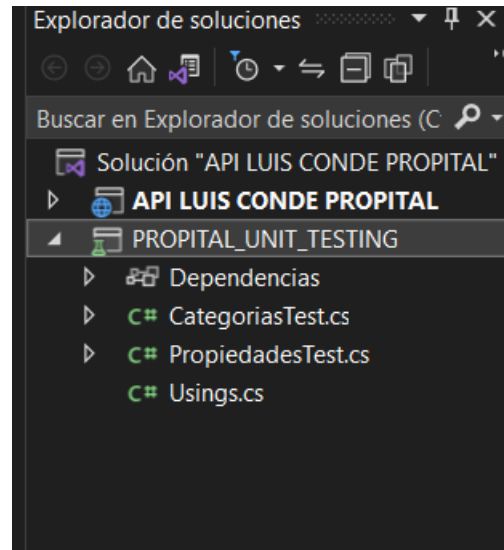 Explorador de soluciones
Buscar en Explorador de soluciones (C
Solución "API LUIS CONDE PROPITAL"
API LUIS CONDE PROPITAL
PROPITAL_UNIT_TESTING
Dependencias
C# CategoriasTest.cs
C# PropiedadesTest.cs
C# Usings.cs